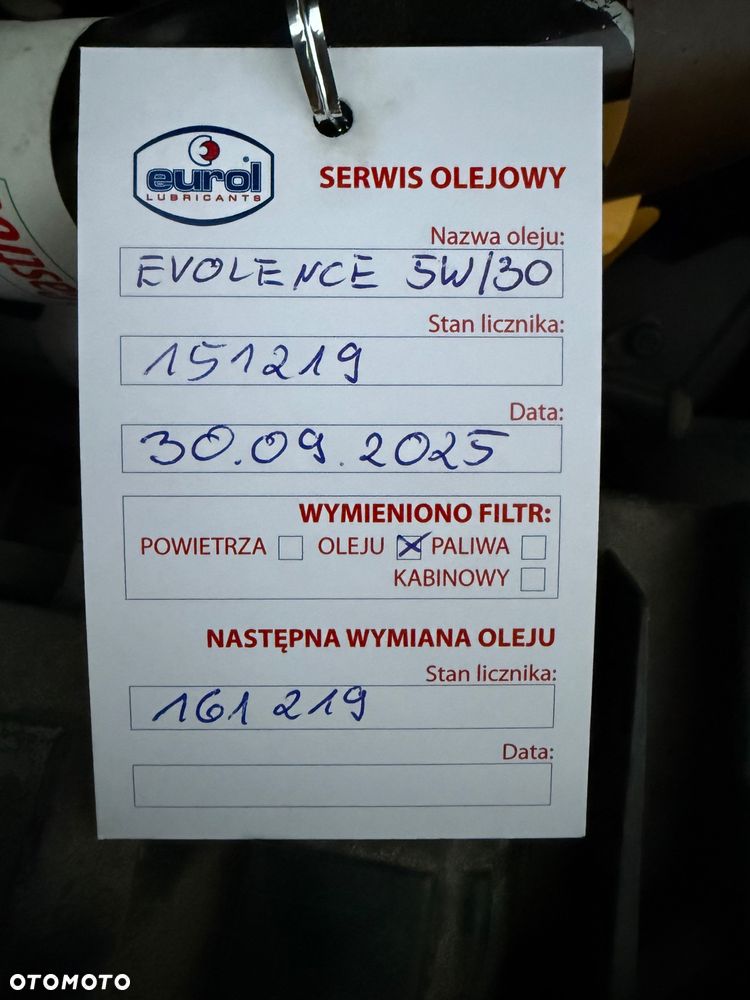 eurol
LUBRICANTS
SERWIS OLEJOWY
Nazwa oleju:
EVOLENCE 5W/30
Stan licznika:
151219
Data:
30.09.2025
WYMIENIONO FILTR:
POWIETRZA OLEJU PALIWA
KABINOWY
NASTĘPNA WYMIANA OLEJU
Stan licznika:
161219
Data:
OTOMOTO